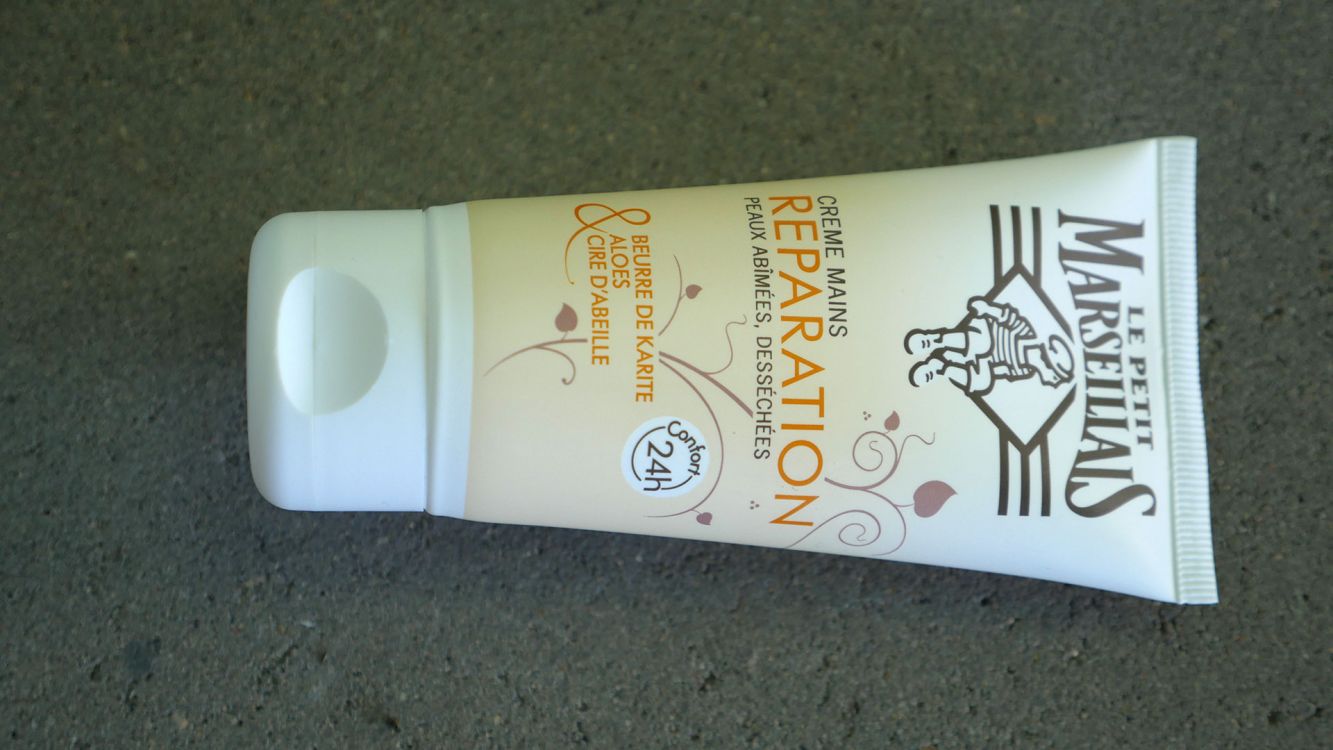 LE PETIT
MARSEILLAIS
CREME MAINS
REPARATION
PEAUX ABÎMÉES, DESSÉCHÉES
BEURRE DE KARITE
ALOES
& CIRE D'ABEILLE
Confort
24h